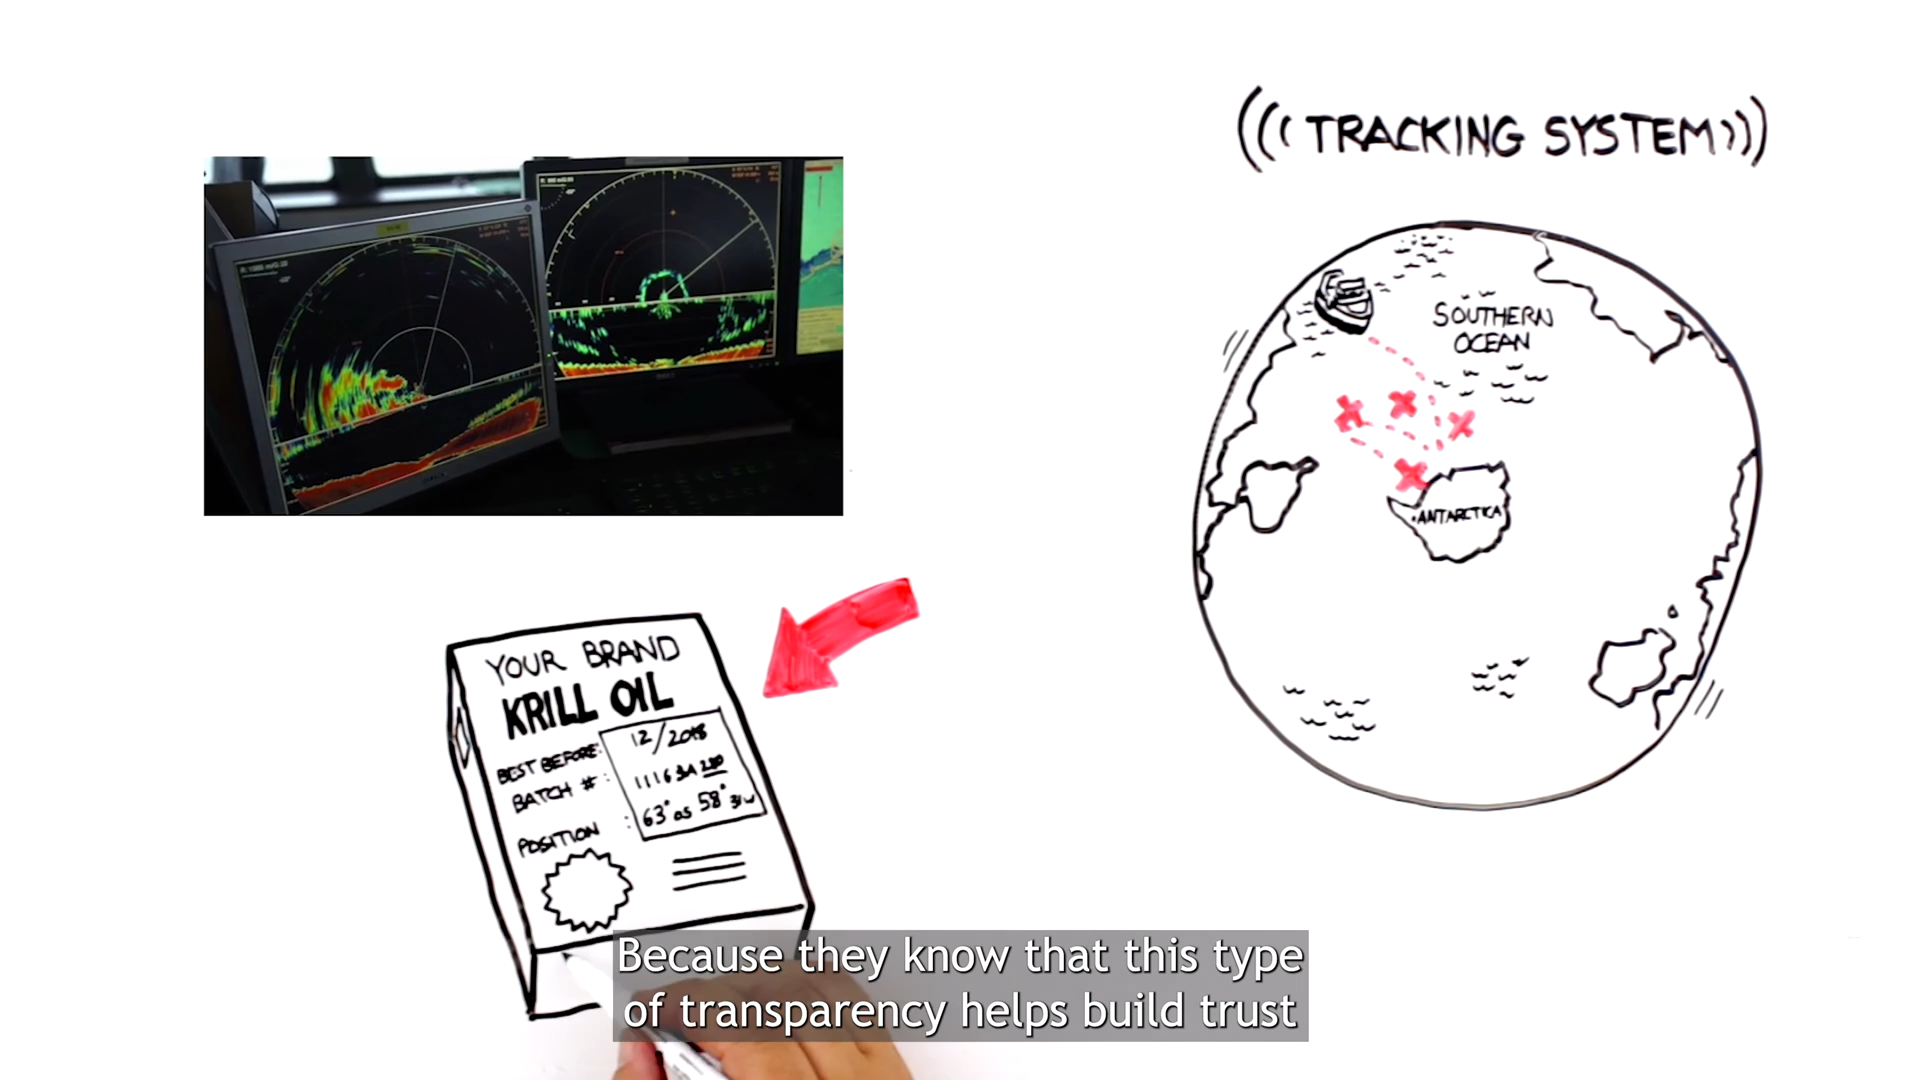 TRACKING SYSTEM
SOUTHERN
OCEAN
ANTARCTICA
YOUR BRAND
KRILL OIL
BEST BEFORE: 12/2018
BATCH #:
POSITION :
Because they know that this type
of transparency helps build trust